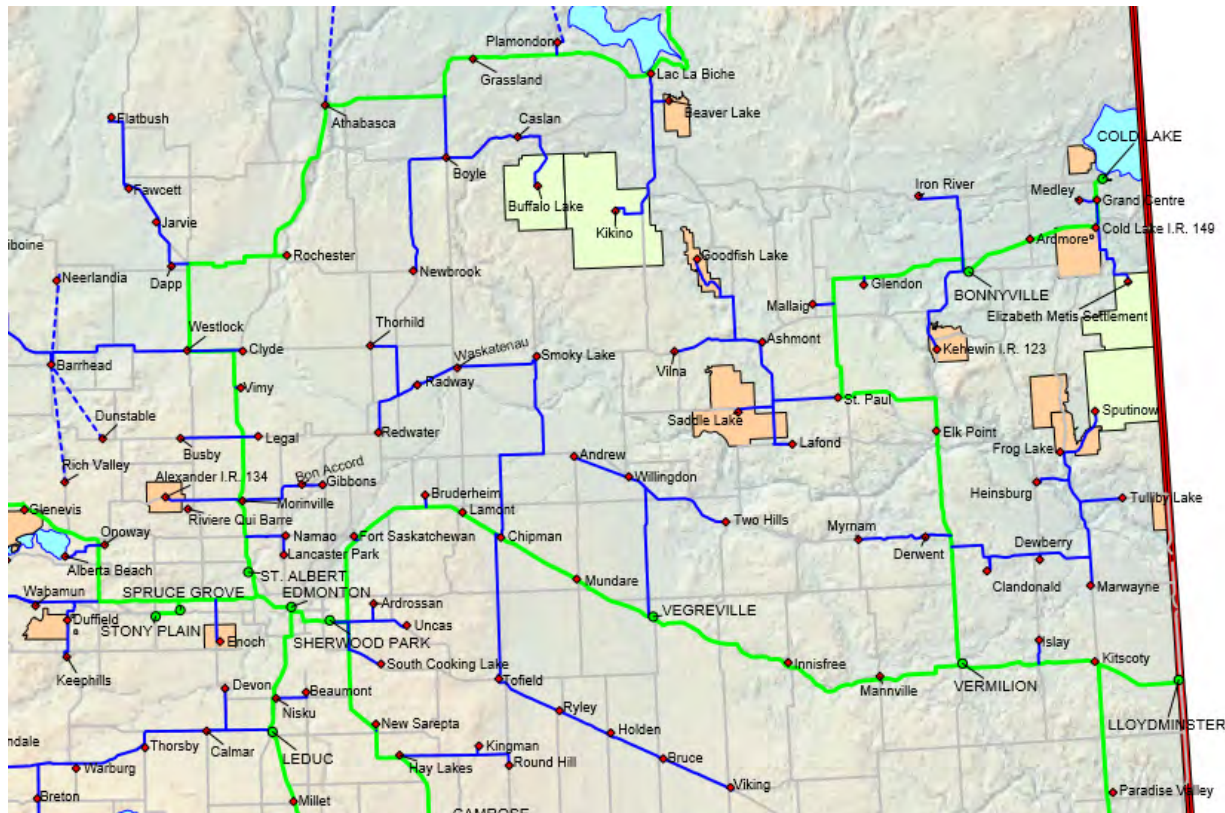 Plamondon
Grassland
Lac La Biche
Beaver Lake
Flatbush
Athabasca
Caslan
COLD LAKE
Boyle
Fawcett
Buffalo Lake
Iron River
Medley
Grand Centre
Kikino
Jarvie
Cold Lake I.R. 149
iboine
Ardmore
Rochester
Goodfish Lake
Neerlandia
Dapp
Newbrook
Glendon
BONNYVILLE
Mallaig
Elizabeth Metis Settlement
Thorhild
Westlock
Clyde
Waskatenau
Smoky Lake
Ashmont
Kehewin I.R. 123
Barrhead
Vilna
Vimy
Radway
St. Paul
Dunstable
Saddle Lake
Sputinow
Legal
Redwater
Elk Point
Busby
Lafond
Frog Lake
Rich Valley
Andrew
Bon Accord
Alexander I.R. 134
Gibbons
Willingdon
Heinsburg
Bruderheim
Tulliby Lake
Morinville
Glenevis
Riviere Qui Barre
Lamont
Two Hills
Myrnam
Onoway
Namao
Fort Saskatchewan
Chipman
Derwent
Dewberry
Lancaster Park
Alberta Beach
ST. ALBERT
Mundare
Clandonald
Marwayne
Wabamun
SPRUCE GROVE
EDMONTON
Ardrossan
VEGREVILLE
Duffield
STONY PLAIN
Enoch
SHERWOOD PARK
Uncas
Islay
Keephills
South Cooking Lake
Innisfree
Kitscoty
Tofield
Mannville
VERMILION
Devon
Beaumont
Nisku
Ryley
New Sarepta
Holden
LLOYDMINSTER
ndale
Thorsby
Calmar
LEDUC
Kingman
Warburg
Hay Lakes
Round Hill
Bruce
Viking
Breton
Millet
Paradise Valley
CAMROSE